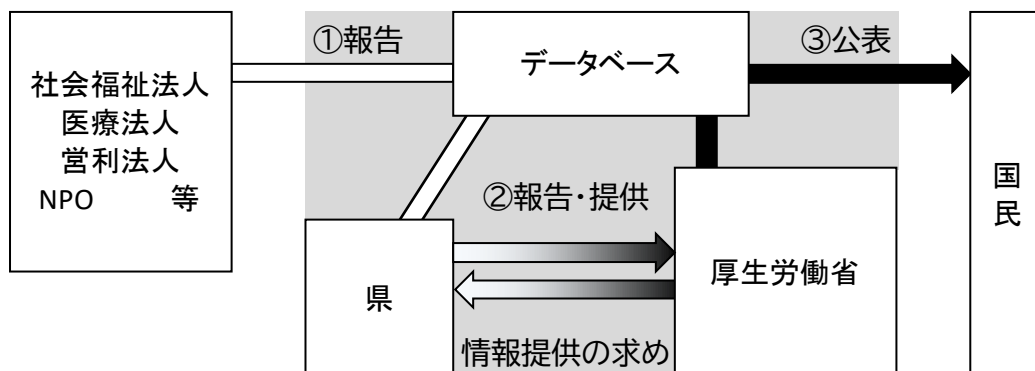 ①報告
データベース
③公表
社会福祉法人
医療法人
営利法人
NPO 等
②報告・提供
県
厚生労働省
情報提供の求め
国民